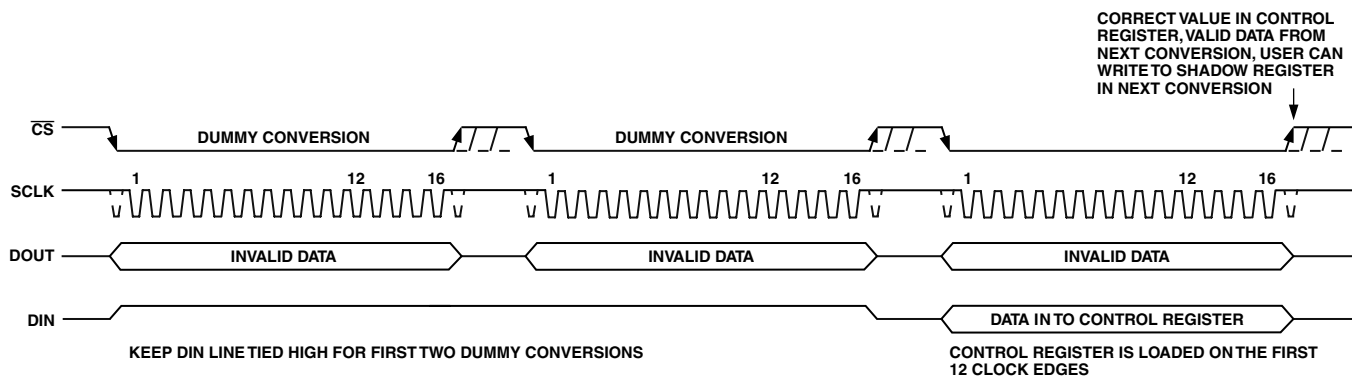 CORRECT VALUE IN CONTROL
REGISTER, VALID DATA FROM
NEXT CONVERSION, USER CAN
WRITE TO SHADOW REGISTER
IN NEXT CONVERSION
CS
DUMMY CONVERSION
DUMMY CONVERSION
SCLK
1
12
16
1
12
16
1
12
16
DOUT
INVALID DATA
INVALID DATA
INVALID DATA
DIN
DATA IN TO CONTROL REGISTER
KEEP DIN LINE TIED HIGH FOR FIRST TWO DUMMY CONVERSIONS
CONTROL REGISTER IS LOADED ON THE FIRST
12 CLOCK EDGES